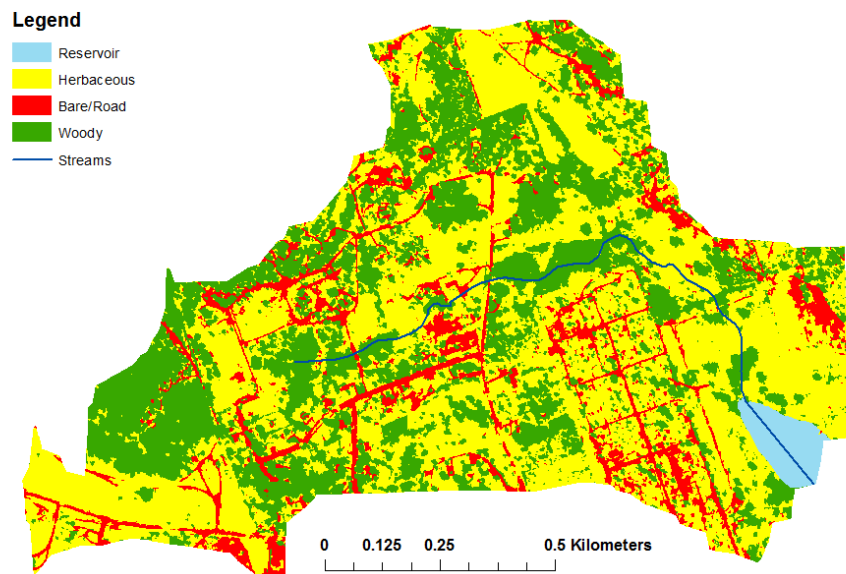 Legend
Reservoir
Herbaceous
Bare/Road
Woody
Streams
0 0.125 0.25 0.5 Kilometers